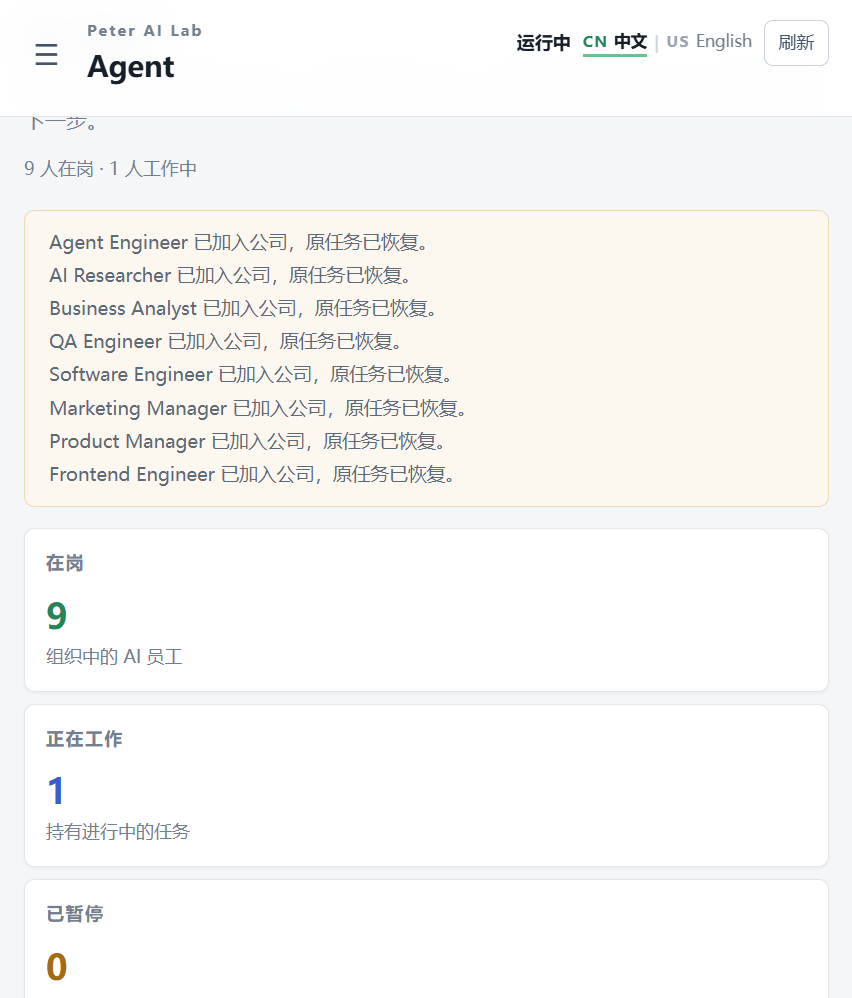 Peter AI Lab
Agent
运行中 CN 中文 | US English 刷新
下一步。
9 人在岗 · 1 人工作中
Agent Engineer 已加入公司，原任务已恢复。
AI Researcher 已加入公司，原任务已恢复。
Business Analyst 已加入公司，原任务已恢复。
QA Engineer 已加入公司，原任务已恢复。
Software Engineer 已加入公司，原任务已恢复。
Marketing Manager 已加入公司，原任务已恢复。
Product Manager 已加入公司，原任务已恢复。
Frontend Engineer 已加入公司，原任务已恢复。
在岗
9
组织中的 AI 员工
正在工作
1
持有进行中的任务
已暂停
0